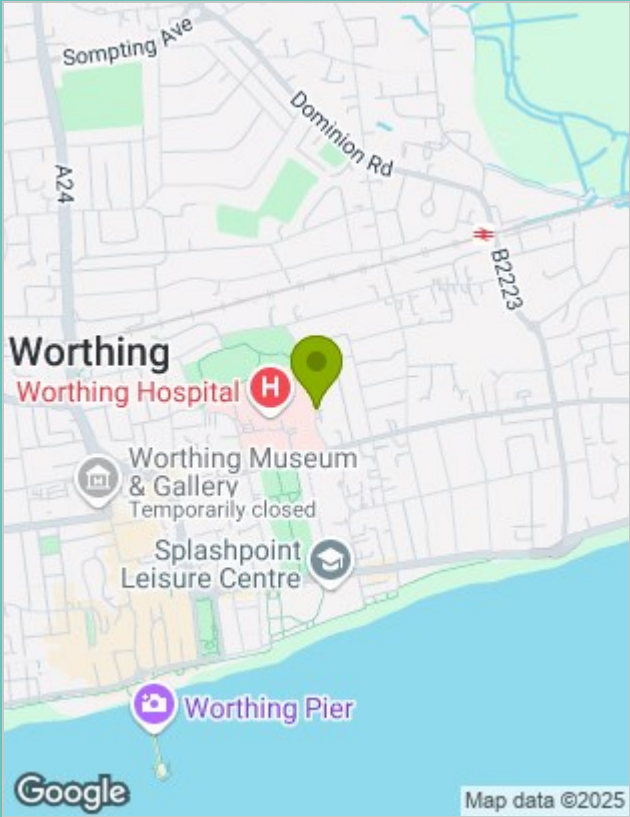 Sompting Ave
Dominion Rd
A24
B2223
Worthing
Worthing Hospital
H
Worthing Museum
& Gallery
Temporarily closed
Splashpoint
Leisure Centre
Worthing Pier
Google
Map data ©2025